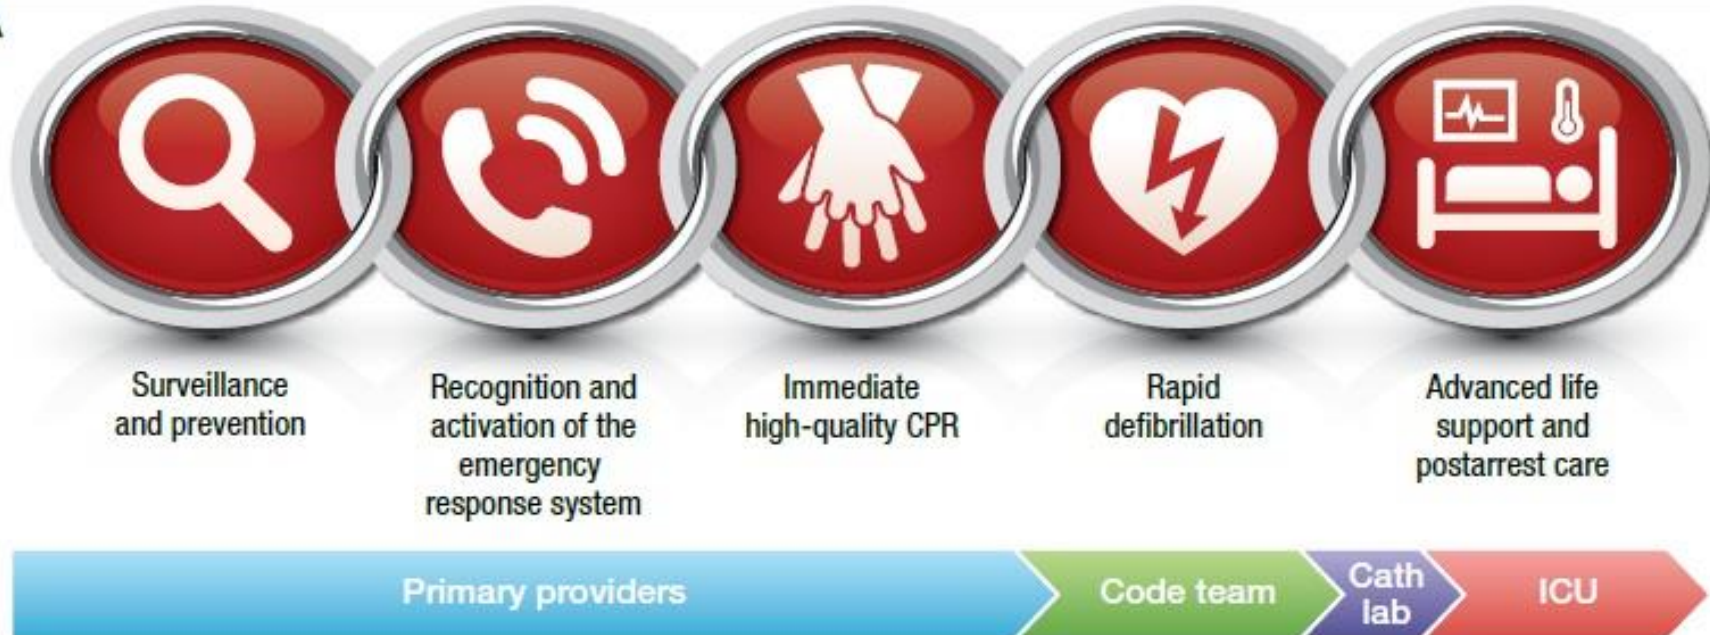 Surveillance
and prevention
Recognition and
activation of the
emergency
response system
Immediate
high-quality CPR
Rapid
defibrillation
Advanced life
support and
postarrest care
Primary providers
Code team
Cath
lab
ICU